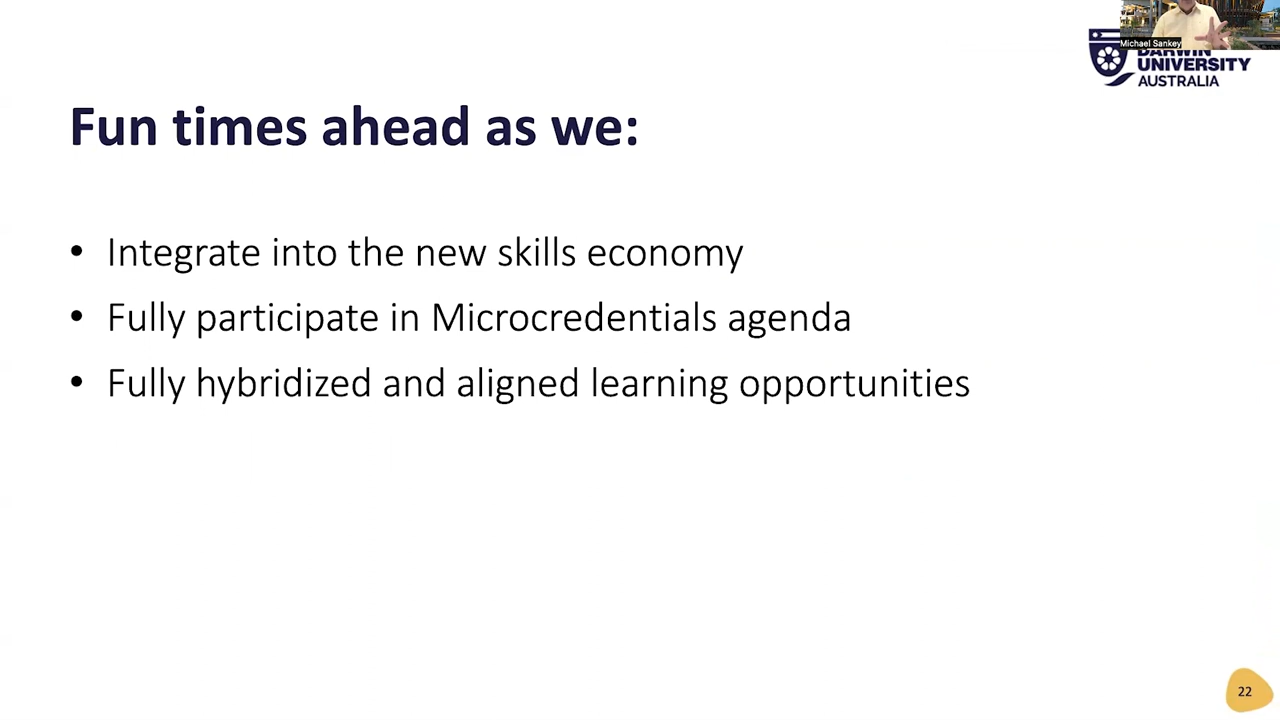 Michael Sankey
DARWIN
UNIVERSITY
AUSTRALIA
Fun times ahead as we:
• Integrate into the new skills economy
• Fully participate in Microcredentials agenda
• Fully hybridized and aligned learning opportunities
22